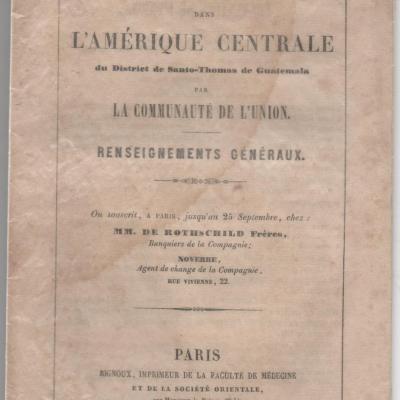 DANS
L'AMÉRIQUE CENTRALE
du District de Santo-Thomas de Guatemala
PAR
LA COMMUNAUTÉ DE L'UNION.
RENSEIGNEMENTS GÉNÉRAUX.
On souscrit, A PARIS, jusqu'au 25 Septembre, chez:
MM. DE ROTHSCHILD Frères,
Banquiers de la Compagnie;
NOVERRE,
Agent de change de la Compagnie,
RUE VIVIENNE, 22.
PARIS
RIGNOUX, IMPRIMEUR DE LA FACULTÉ DE MÉDECINE
ET DE LA SOCIÉTÉ ORIENTALE,